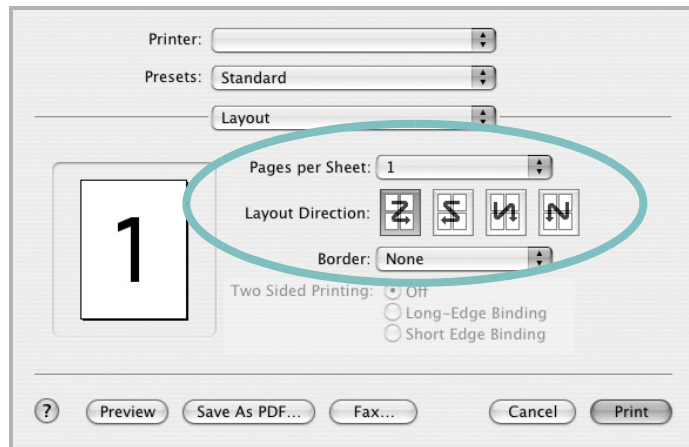 Printer:
Presets: Standard
Layout
Pages per Sheet: 1
Layout Direction:
Border: None
1
Two Sided Printing: Off
Long-Edge Binding
Short Edge Binding
? Preview Save As PDF... Fax... Cancel Print